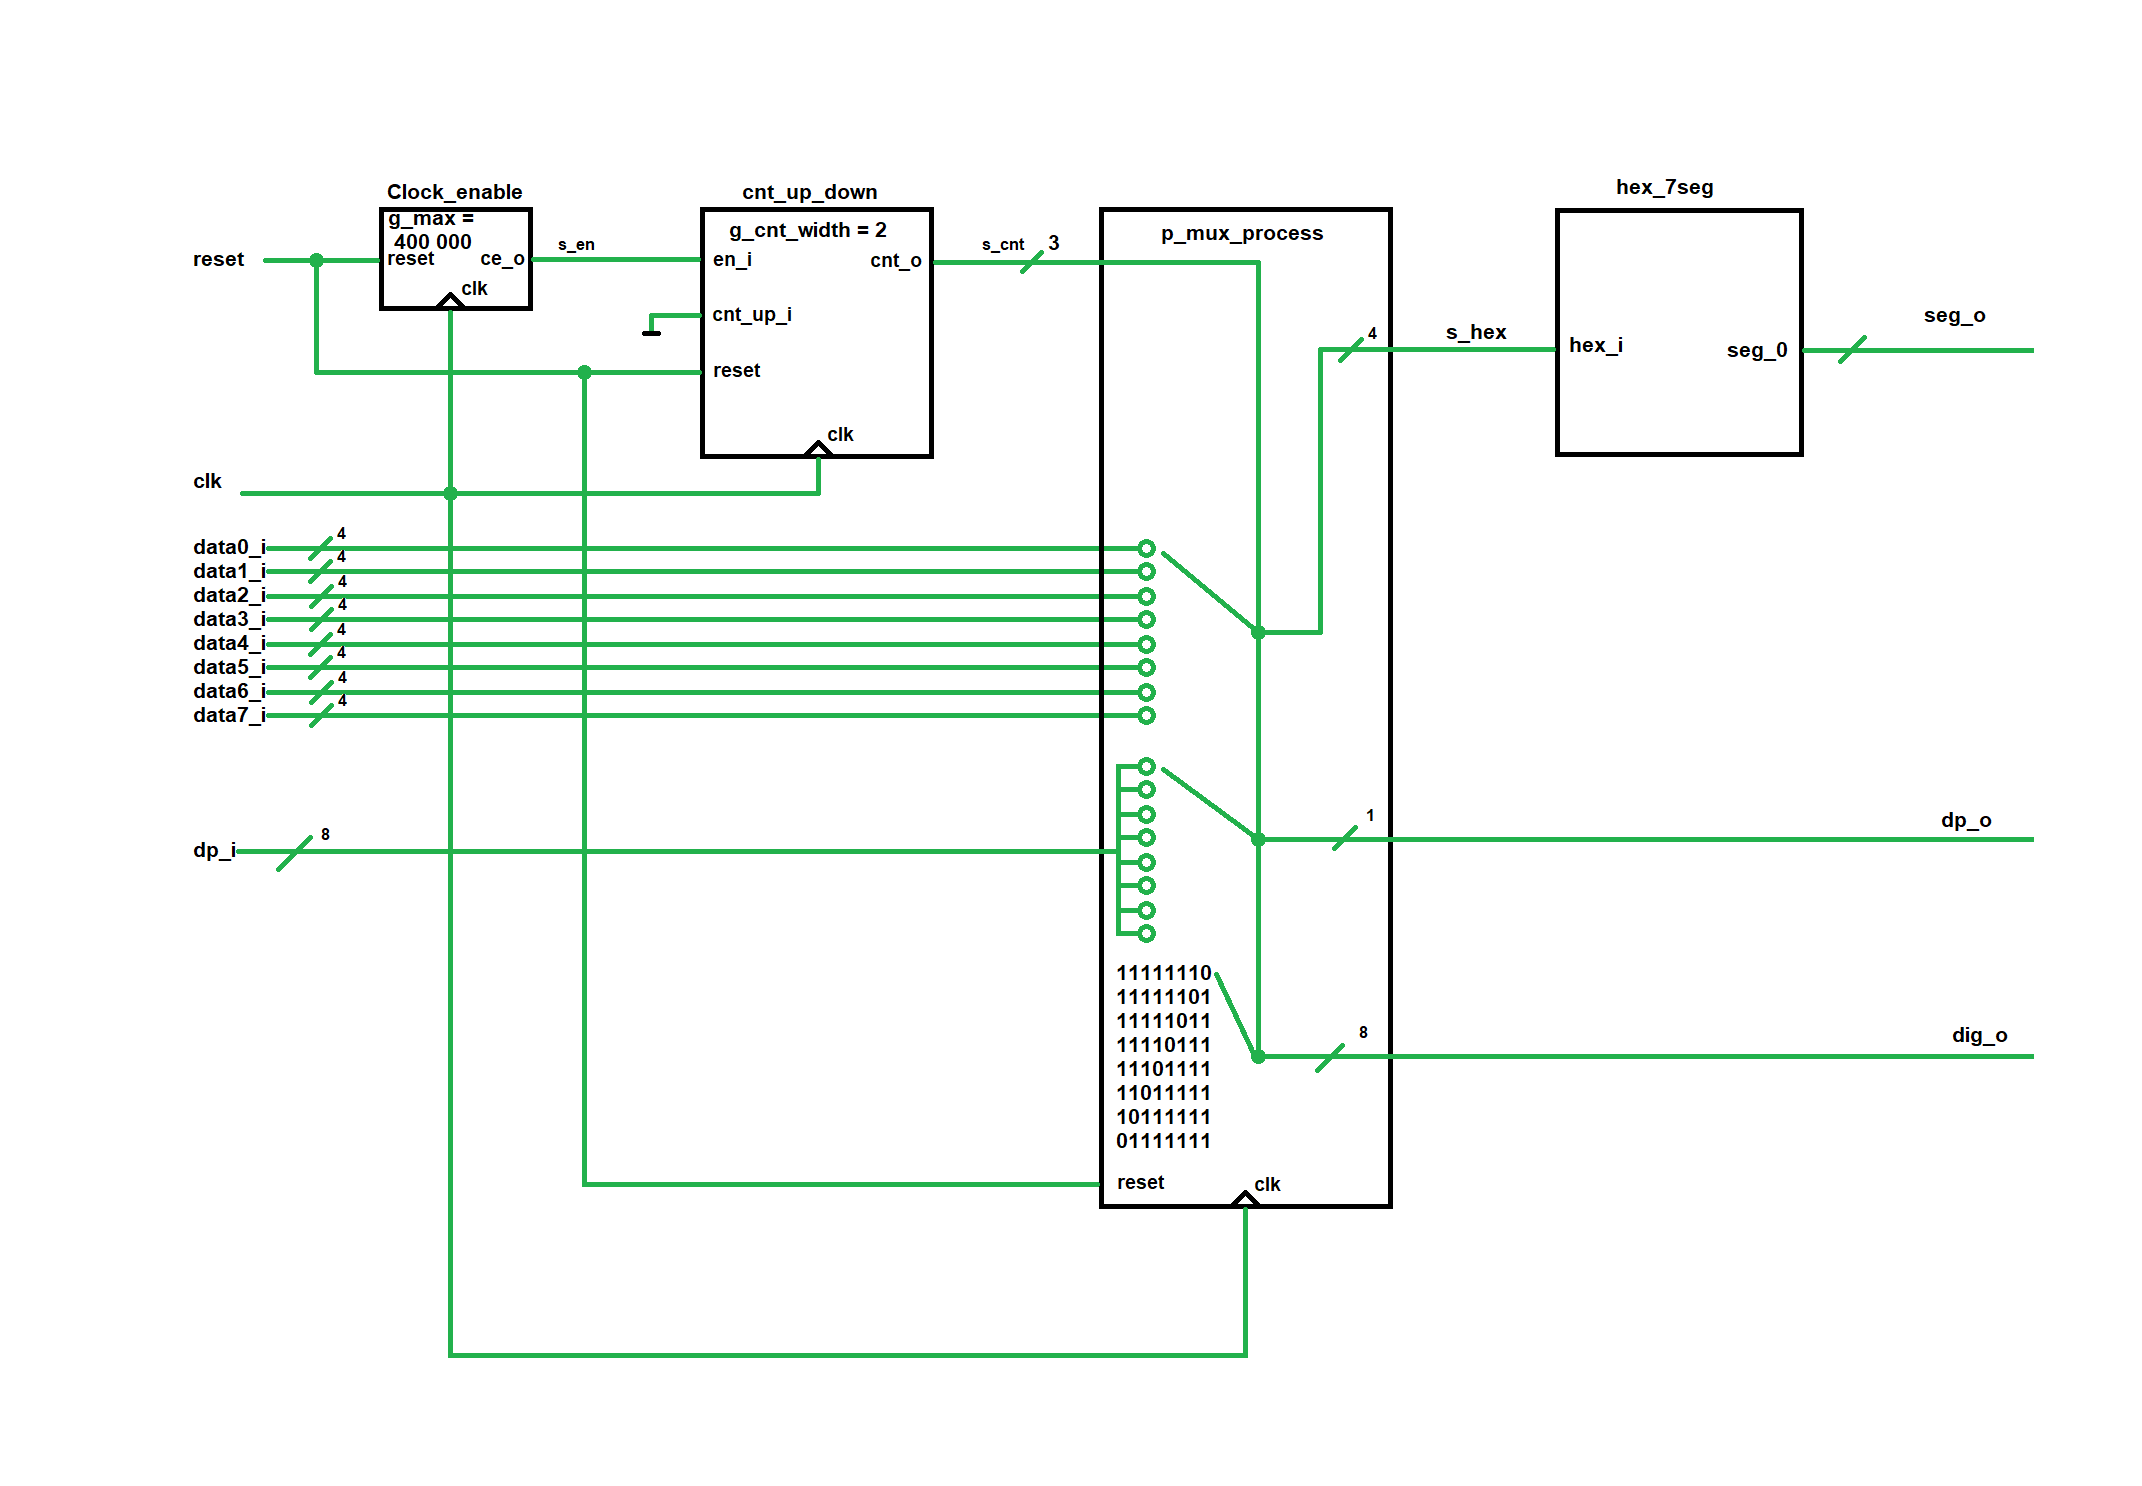 Clock_enable
g_max =
400 000
reset
ce_o
clk
cnt_up_down
g_cnt_width = 2
en_i
cnt_o
cnt_up_i
reset
clk
p_mux_process
hex_7seg
hex_i
seg_0
reset
s_en
s_cnt
3
4
s_hex
seg_o
clk
data0_i
4
data1_i
4
data2_i
4
data3_i
4
data4_i
4
data5_i
4
data6_i
4
data7_i
4
dp_i
8
1
dp_o
11111110
11111101
11111011
11110111
11101111
11011111
10111111
01111111
8
dig_o
reset
clk